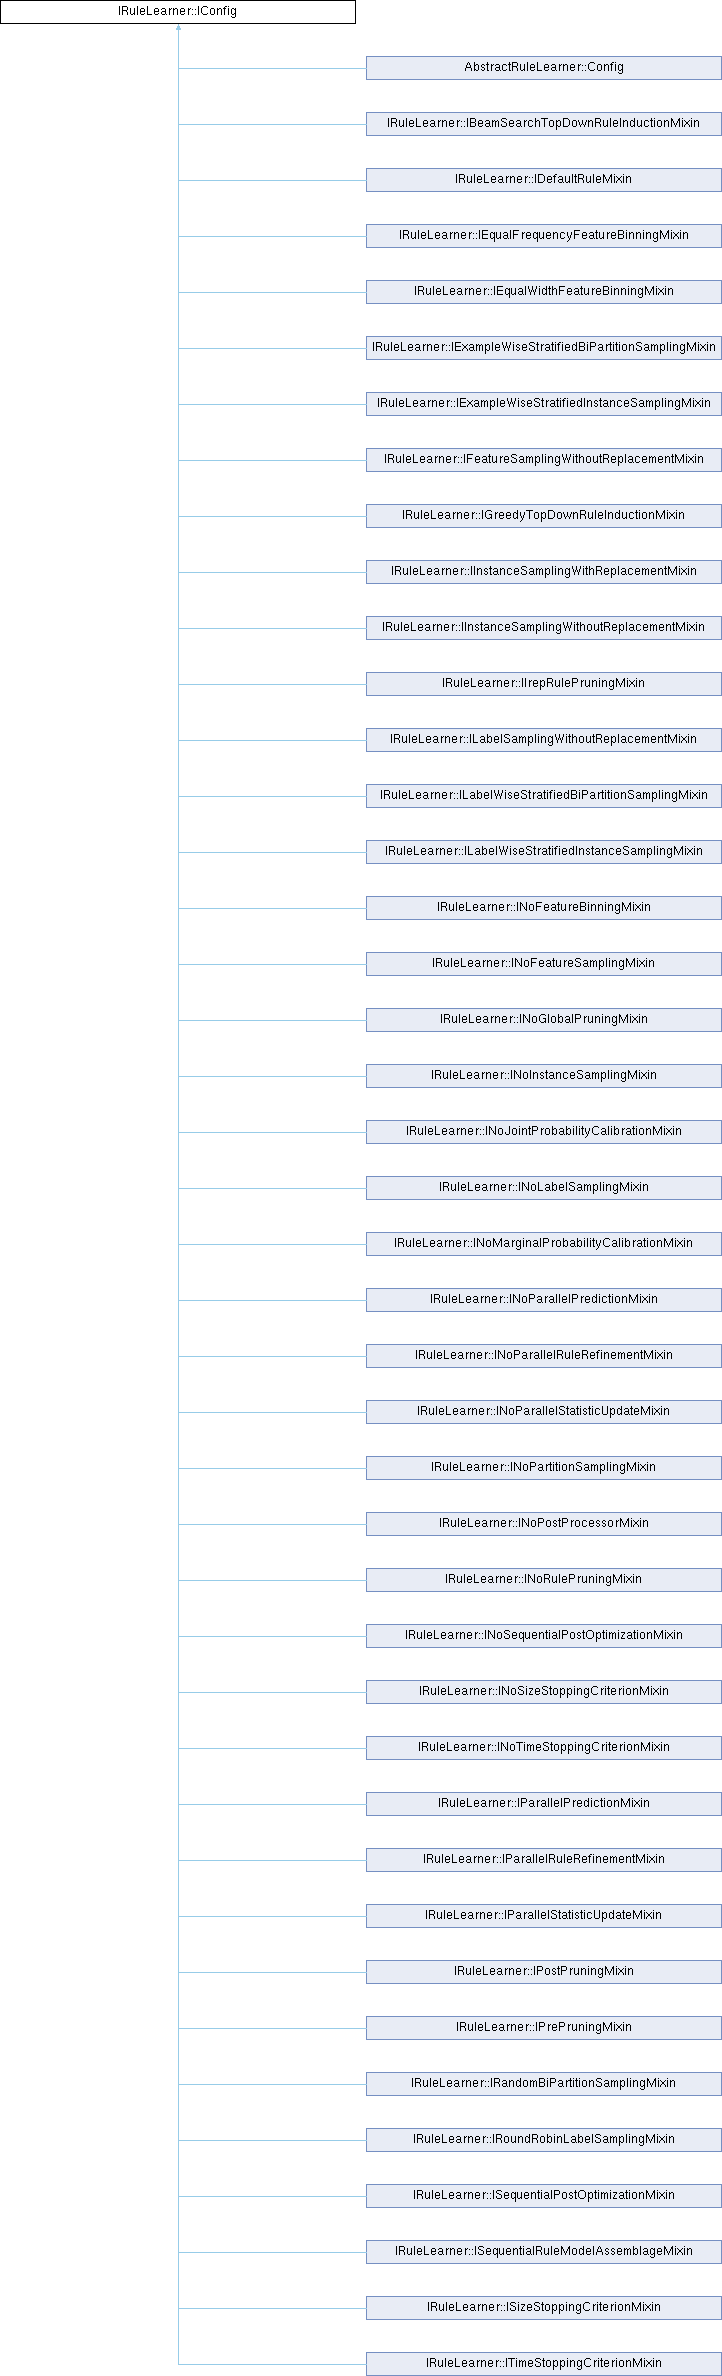 IRuleLearner::IConfig
AbstractRuleLearner::Config
IRuleLearner::IBeamSearchTopDownRuleInductionMixin
IRuleLearner::IDefaultRuleMixin
IRuleLearner::IEqualFrequencyFeatureBinningMixin
IRuleLearner::IEqualWidthFeatureBinningMixin
IRuleLearner::IExampleWiseStratifiedBiPartitionSamplingMixin
IRuleLearner::IExampleWiseStratifiedInstanceSamplingMixin
IRuleLearner::IFeatureSamplingWithoutReplacementMixin
IRuleLearner::IGreedyTopDownRuleInductionMixin
IRuleLearner::IInstanceSamplingWithReplacementMixin
IRuleLearner::IInstanceSamplingWithoutReplacementMixin
IRuleLearner::IIrepRulePruningMixin
IRuleLearner::ILabelSamplingWithoutReplacementMixin
IRuleLearner::ILabelWiseStratifiedBiPartitionSamplingMixin
IRuleLearner::ILabelWiseStratifiedInstanceSamplingMixin
IRuleLearner::INoFeatureBinningMixin
IRuleLearner::INoFeatureSamplingMixin
IRuleLearner::INoGlobalPruningMixin
IRuleLearner::INoInstanceSamplingMixin
IRuleLearner::INoJointProbabilityCalibrationMixin
IRuleLearner::INoLabelSamplingMixin
IRuleLearner::INoMarginalProbabilityCalibrationMixin
IRuleLearner::INoParallelPredictionMixin
IRuleLearner::INoParallelRuleRefinementMixin
IRuleLearner::INoParallelStatisticUpdateMixin
IRuleLearner::INoPartitionSamplingMixin
IRuleLearner::INoPostProcessorMixin
IRuleLearner::INoRulePruningMixin
IRuleLearner::INoSequentialPostOptimizationMixin
IRuleLearner::INoSizeStoppingCriterionMixin
IRuleLearner::INoTimeStoppingCriterionMixin
IRuleLearner::IParallelPredictionMixin
IRuleLearner::IParallelRuleRefinementMixin
IRuleLearner::IParallelStatisticUpdateMixin
IRuleLearner::IPostPruningMixin
IRuleLearner::IPrePruningMixin
IRuleLearner::IRandomBiPartitionSamplingMixin
IRuleLearner::IRoundRobinLabelSamplingMixin
IRuleLearner::ISequentialPostOptimizationMixin
IRuleLearner::ISequentialRuleModelAssemblageMixin
IRuleLearner::ISizeStoppingCriterionMixin
IRuleLearner::ITimeStoppingCriterionMixin